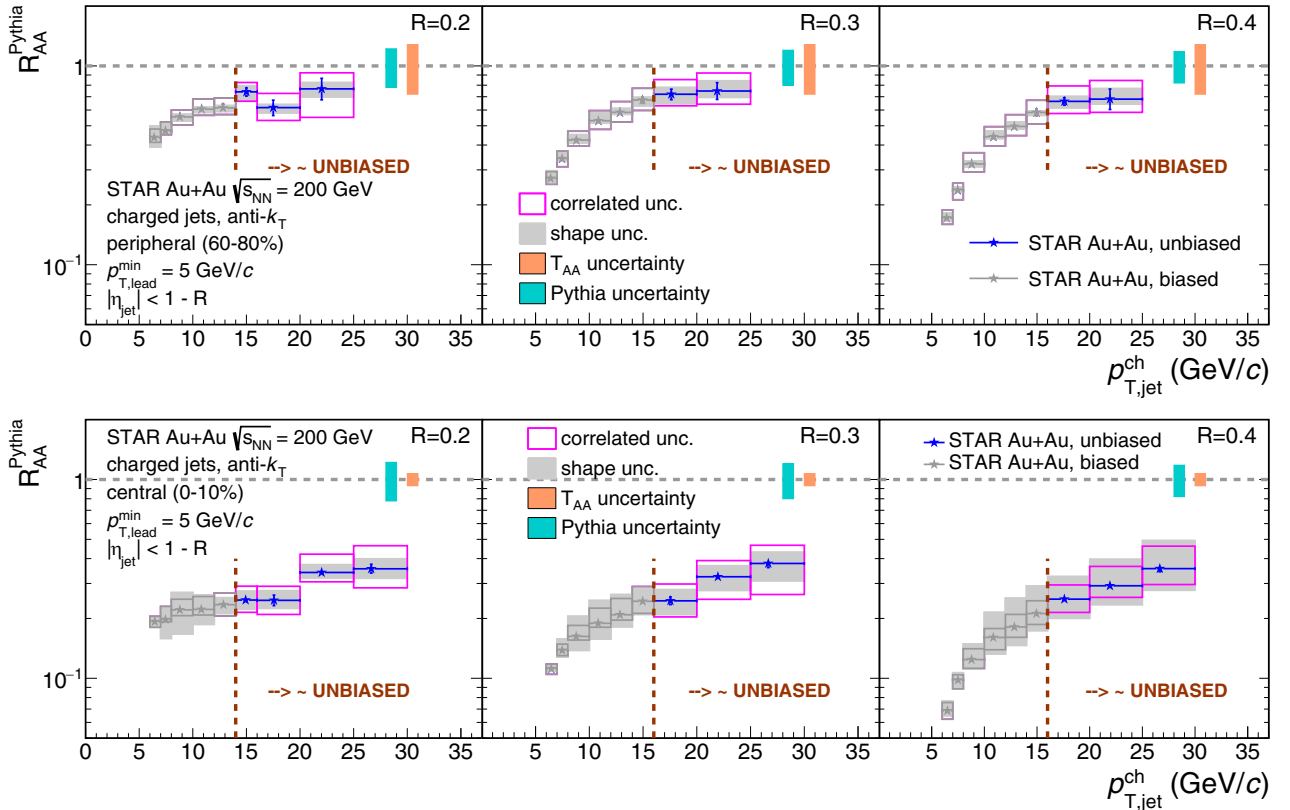 R_AA^Pythia
R=0.2
R=0.3
R=0.4
1
10^−1
--> ~ UNBIASED
--> ~ UNBIASED
--> ~ UNBIASED
STAR Au+Au √s_NN = 200 GeV
charged jets, anti-k_T
peripheral (60-80%)
p_T,lead^min = 5 GeV/c
|η_jet| < 1 - R
correlated unc.
shape unc.
T_AA uncertainty
Pythia uncertainty
STAR Au+Au, unbiased
STAR Au+Au, biased
0 5 10 15 20 25 30 35 5 10 15 20 25 30 35 5 10 15 20 25 30 35
p_T,jet^ch (GeV/c)
R_AA^Pythia
STAR Au+Au √s_NN = 200 GeV
charged jets, anti-k_T
central (0-10%)
p_T,lead^min = 5 GeV/c
|η_jet| < 1 - R
R=0.2
correlated unc.
shape unc.
T_AA uncertainty
Pythia uncertainty
R=0.3
STAR Au+Au, unbiased
STAR Au+Au, biased
R=0.4
1
10^−1
--> ~ UNBIASED
--> ~ UNBIASED
--> ~ UNBIASED
0 5 10 15 20 25 30 35 5 10 15 20 25 30 35 5 10 15 20 25 30 35
p_T,jet^ch (GeV/c)